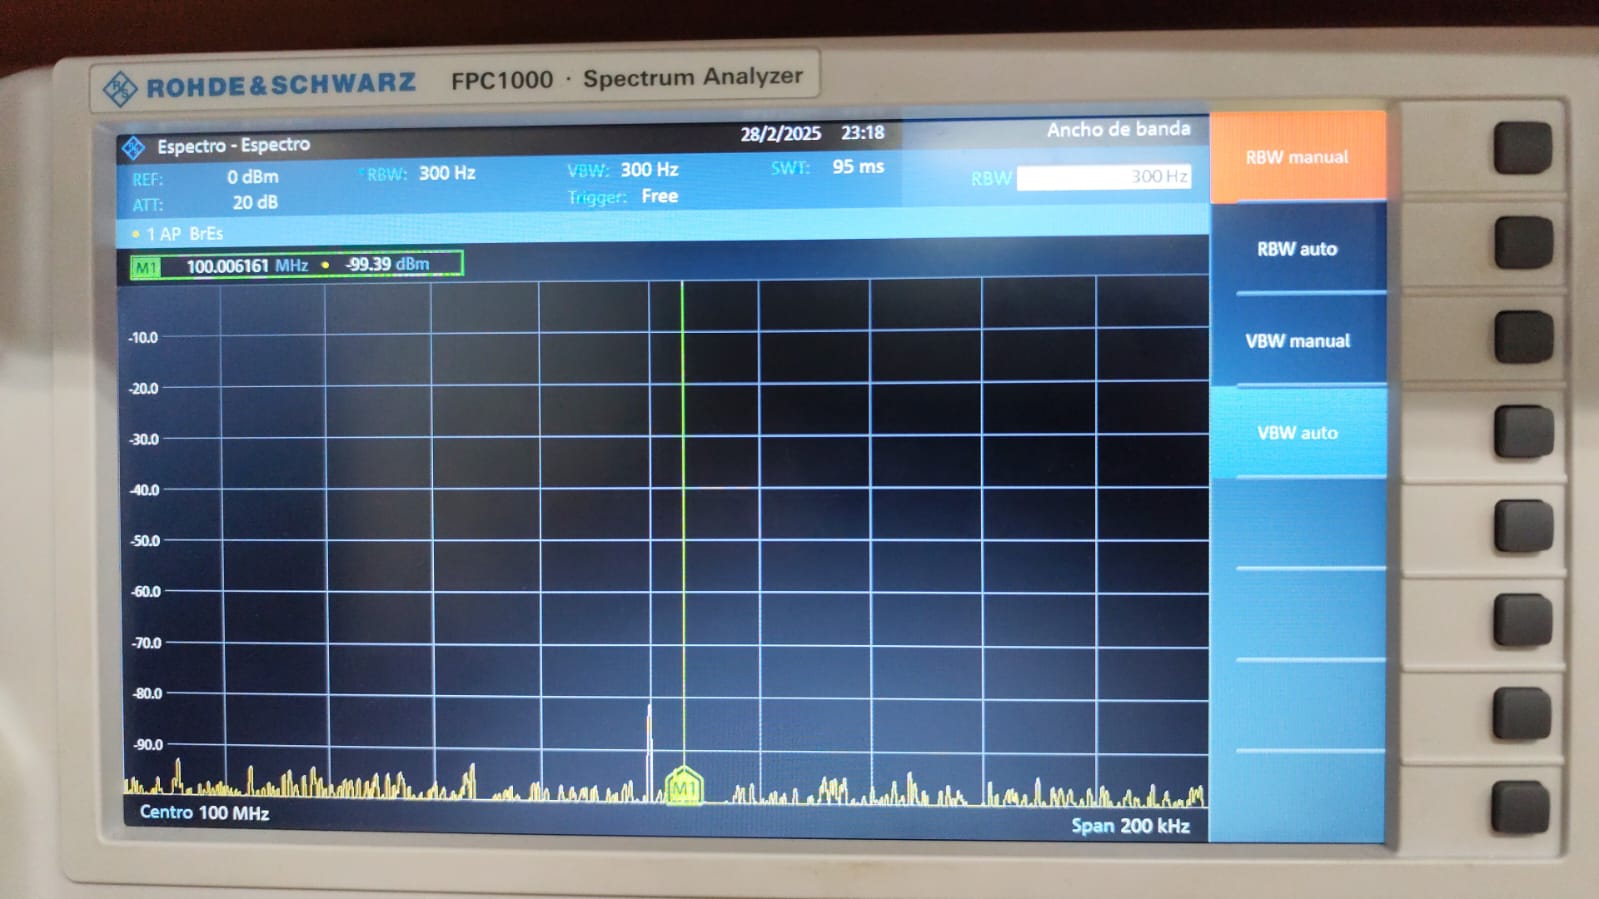 ROHDE & SCHWARZ FPC1000 · Spectrum Analyzer
Espectro - Espectro 28/2/2025 23:18 Ancho de banda
REF: 0 dBm RBW: 300 Hz VBW: 300 Hz SWT: 95 ms RBW 300 Hz
ATT: 20 dB Trigger: Free
1 AP BrEs
M1 100.006161 MHz • -99.39 dBm
-10.0
-20.0
-30.0
-40.0
-50.0
-60.0
-70.0
-80.0
-90.0
M1
Centro 100 MHz Span 200 kHz
RBW manual
RBW auto
VBW manual
VBW auto